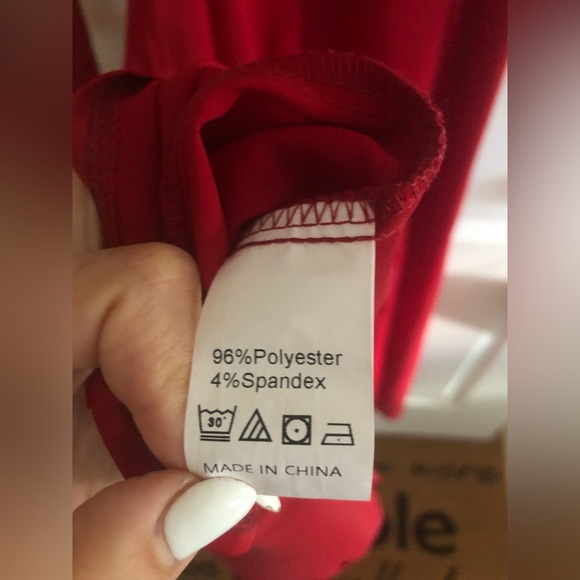 96%Polyester
4%Spandex
30°
MADE IN CHINA